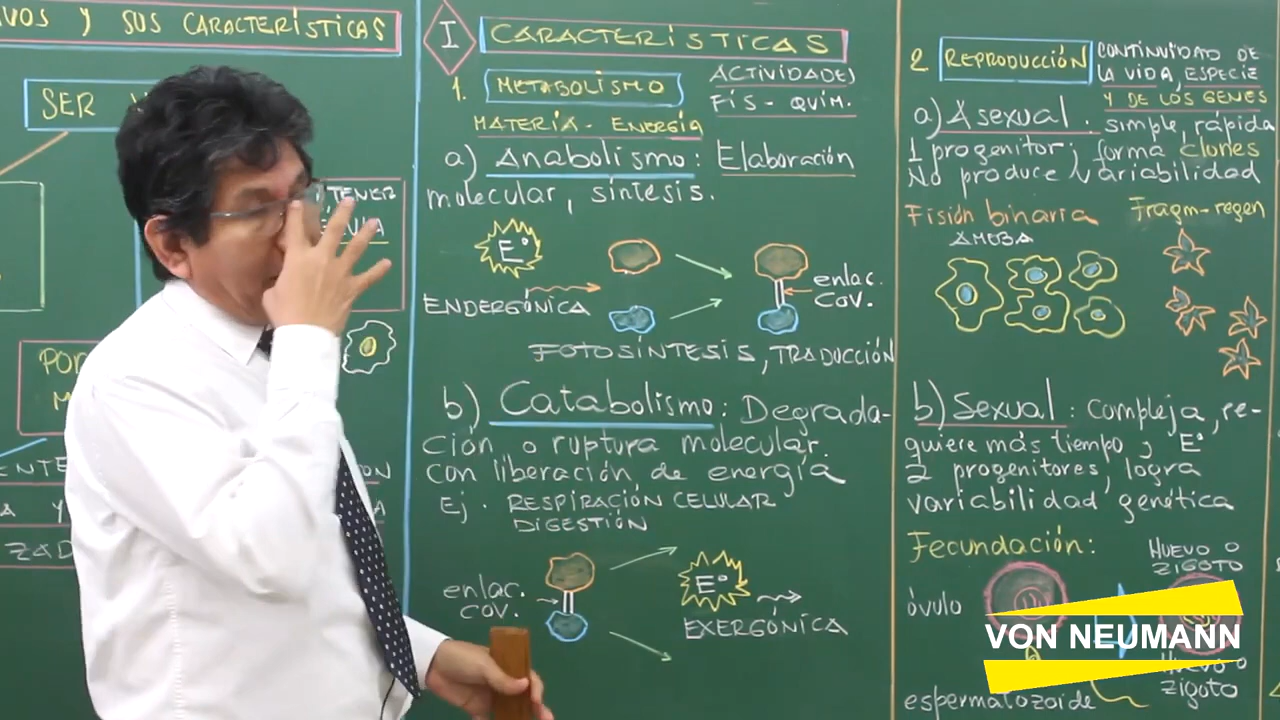 VOS Y SUS CARACTERÍSTICAS
SER
TENER
POR
ENTE
ZAD
I
CARACTERÍSTICAS
1. METABOLISMO
ACTIVIDADES
FÍS - QUÍM.
MATERIA - ENERGÍA
a) Anabolismo: Elaboración
molecular, síntesis.
E°
ENDERGÓNICA
enlac.
COV.
FOTOSÍNTESIS, TRADUCCIÓN
b) Catabolismo: Degrada-
ción o ruptura molecular.
con liberación de energía
Ej. RESPIRACIÓN CELULAR
DIGESTIÓN
enlac.
COV.
E°
EXERGÓNICA
2 REPRODUCCIÓN
CONTINUIDAD DE
LA VIDA, ESPECIE
Y DE LOS GENES
a) Asexual: simple, rápida
1 progenitor; forma clones
No produce variabilidad
Fisión binaria
AMOBA
Fragm-regen
b) Sexual: Compleja, re-
quiere más tiempo y E°
2 progenitores, logra
variabilidad genética
Fecundación:
HUEVO O
ZIGOTO
óvulo
VON NEUMANN
Huevo o
zigoto
espermatozoide